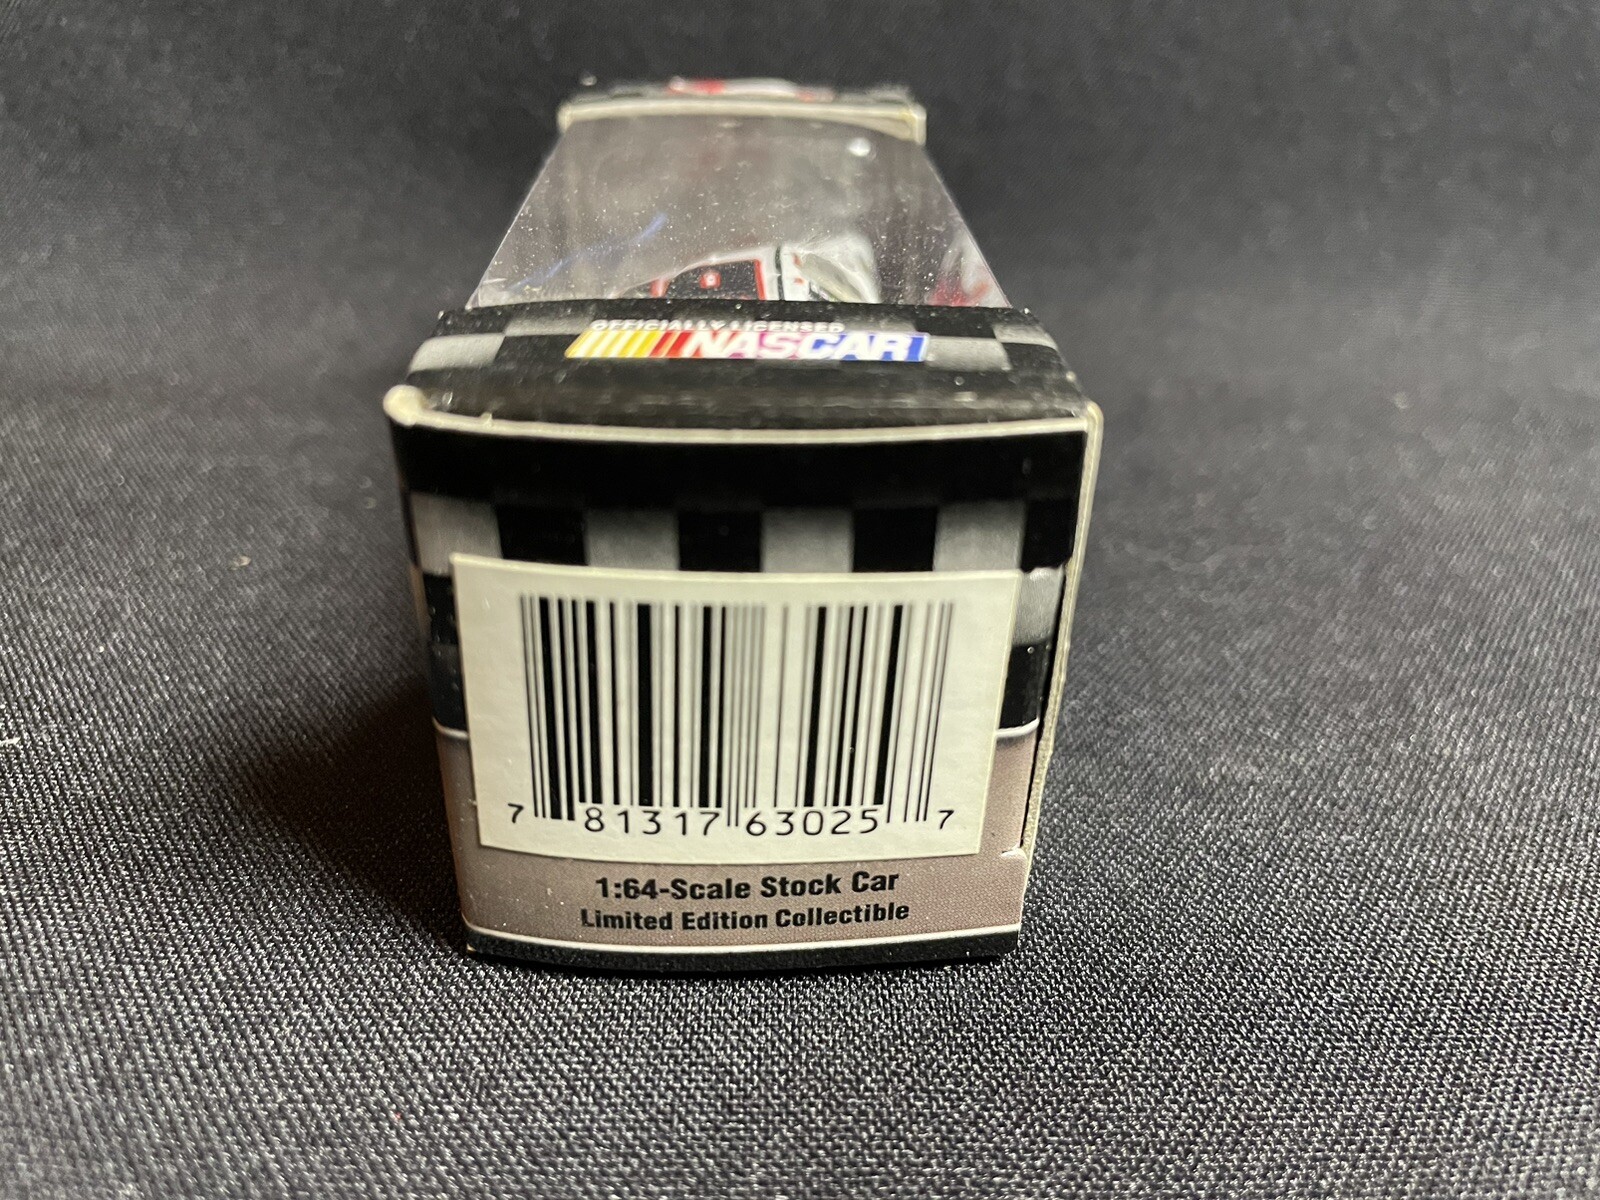 OFFICIALLY LICENSED
NASCAR
7 81317 63025 7
1:64-Scale Stock Car
Limited Edition Collectible